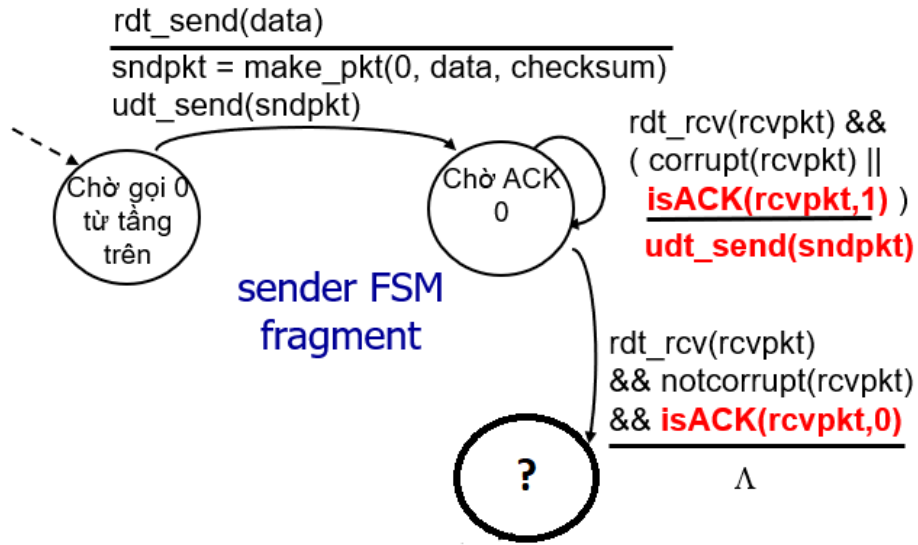 rdt_send(data)
sndpkt = make_pkt(0, data, checksum)
udt_send(sndpkt)
Chờ gọi 0
từ tầng
trên
Chờ ACK
0
rdt_rcv(rcvpkt) &&
( corrupt(rcvpkt) ||
isACK(rcvpkt,1) )
udt_send(sndpkt)
sender FSM
fragment
rdt_rcv(rcvpkt)
&& notcorrupt(rcvpkt)
&& isACK(rcvpkt,0)
Λ
?